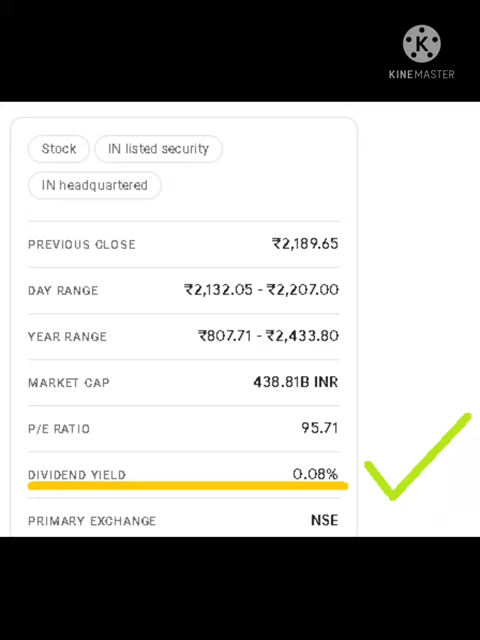 K
KINEMASTER
Stock
IN listed security
IN headquartered
PREVIOUS CLOSE ₹2,189.65
DAY RANGE ₹2,132.05 - ₹2,207.00
YEAR RANGE ₹807.71 - ₹2,433.80
MARKET CAP 438.81B INR
P/E RATIO 95.71
DIVIDEND YIELD 0.08%
PRIMARY EXCHANGE NSE